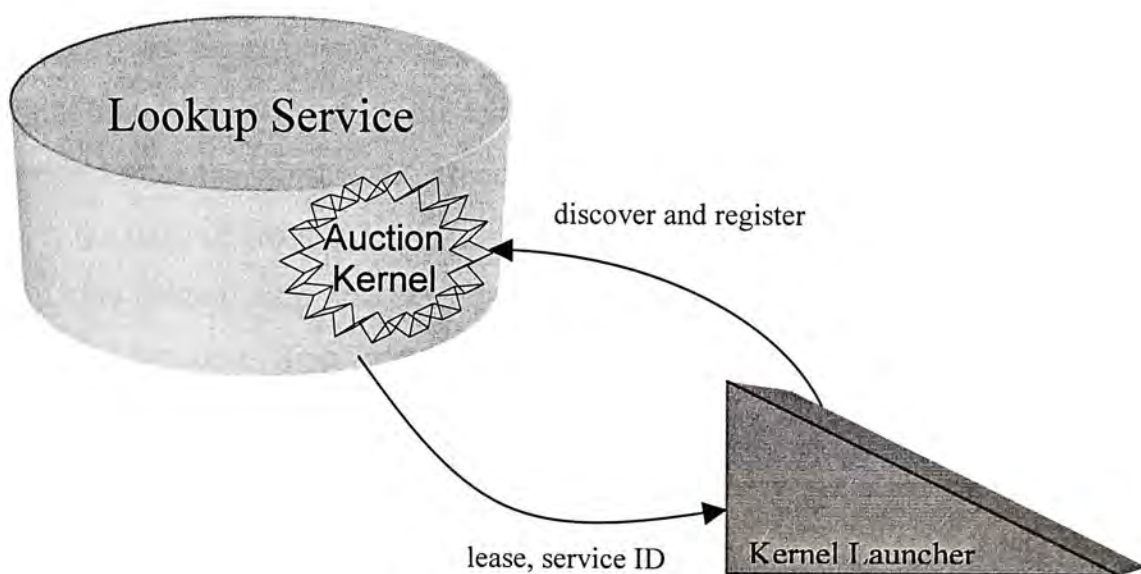 Lookup Service
discover and register
Auction
Kernel
lease, service ID
Kernel Launcher